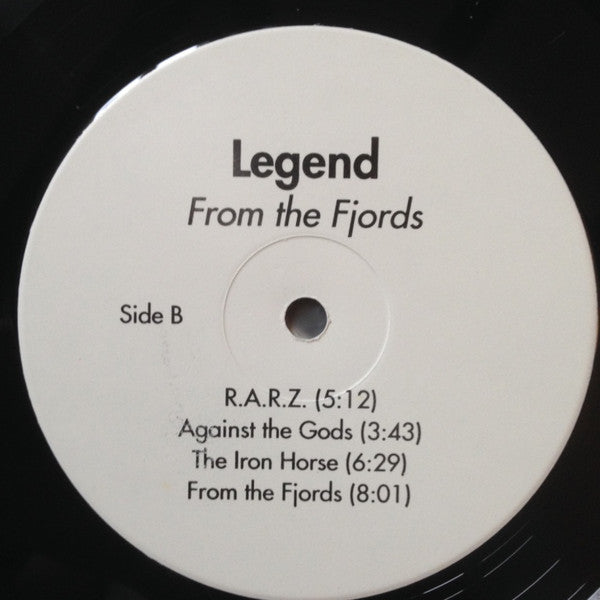 Legend
From the Fjords
Side B
R.A.R.Z. (5:12)
Against the Gods (3:43)
The Iron Horse (6:29)
From the Fjords (8:01)